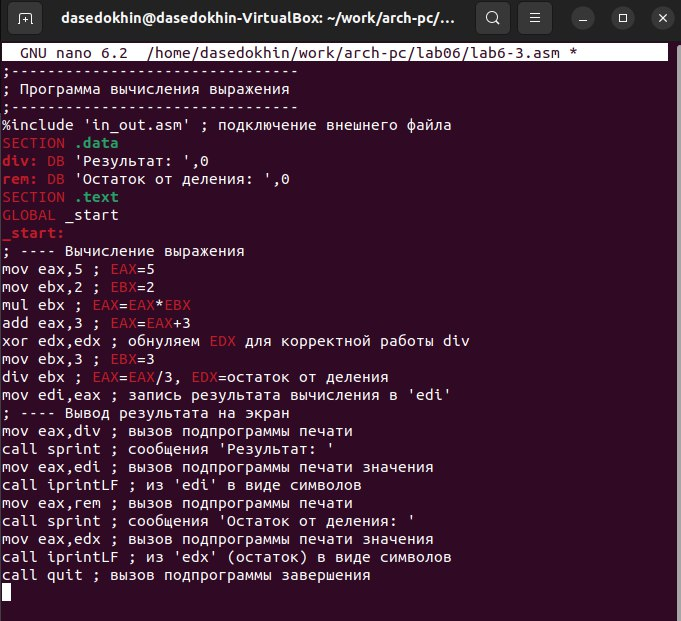 dasedokhin@dasedokhin-VirtualBox: ~/work/arch-pc/...
GNU nano 6.2 /home/dasedokhin/work/arch-pc/lab06/lab6-3.asm *
;--------------------------------
; Программа вычисления выражения
;--------------------------------
%include 'in_out.asm' ; подключение внешнего файла
SECTION .data
div: DB 'Результат: ',0
rem: DB 'Остаток от деления: ',0
SECTION .text
GLOBAL _start
_start:
; ---- Вычисление выражения
mov eax,5 ; EAX=5
mov ebx,2 ; EBX=2
mul ebx ; EAX=EAX*EBX
add eax,3 ; EAX=EAX+3
xor edx,edx ; обнуляем EDX для корректной работы div
mov ebx,3 ; EBX=3
div ebx ; EAX=EAX/3, EDX=остаток от деления
mov edi,eax ; запись результата вычисления в 'edi'
; ---- Вывод результата на экран
mov eax,div ; вызов подпрограммы печати
call sprint ; сообщения 'Результат: '
mov eax,edi ; вызов подпрограммы печати значения
call iprintLF ; из 'edi' в виде символов
mov eax,rem ; вызов подпрограммы печати
call sprint ; сообщения 'Остаток от деления: '
mov eax,edx ; вызов подпрограммы печати значения
call iprintLF ; из 'edx' (остаток) в виде символов
call quit ; вызов подпрограммы завершения